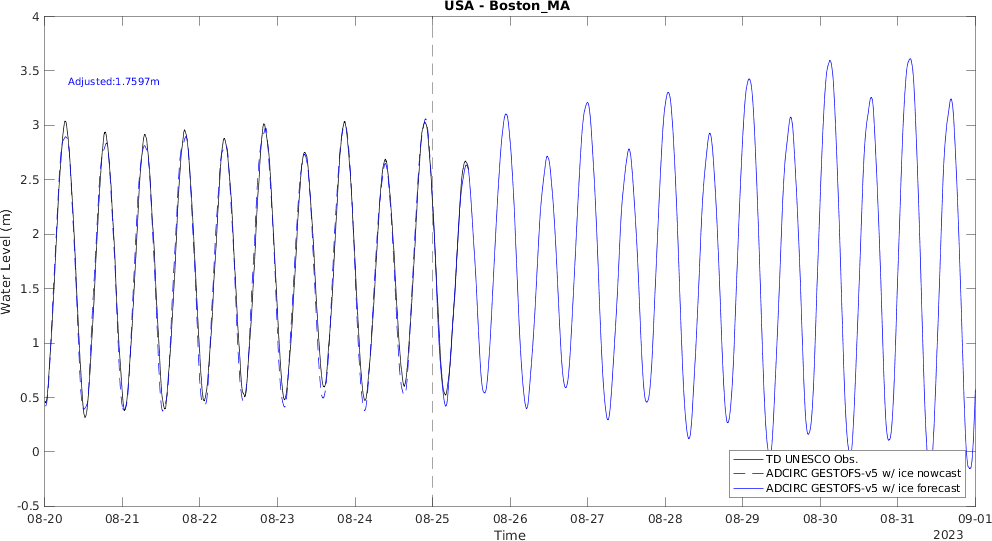 USA - Boston_MA
4
3.5
3
2.5
2
1.5
1
0.5
0
-0.5
Water Level (m)
Adjusted:1.7597m
TD UNESCO Obs.
ADCIRC GESTOFS-v5 w/ ice nowcast
ADCIRC GESTOFS-v5 w/ ice forecast
08-20 08-21 08-22 08-23 08-24 08-25 08-26 08-27 08-28 08-29 08-30 08-31 09-01
Time
2023